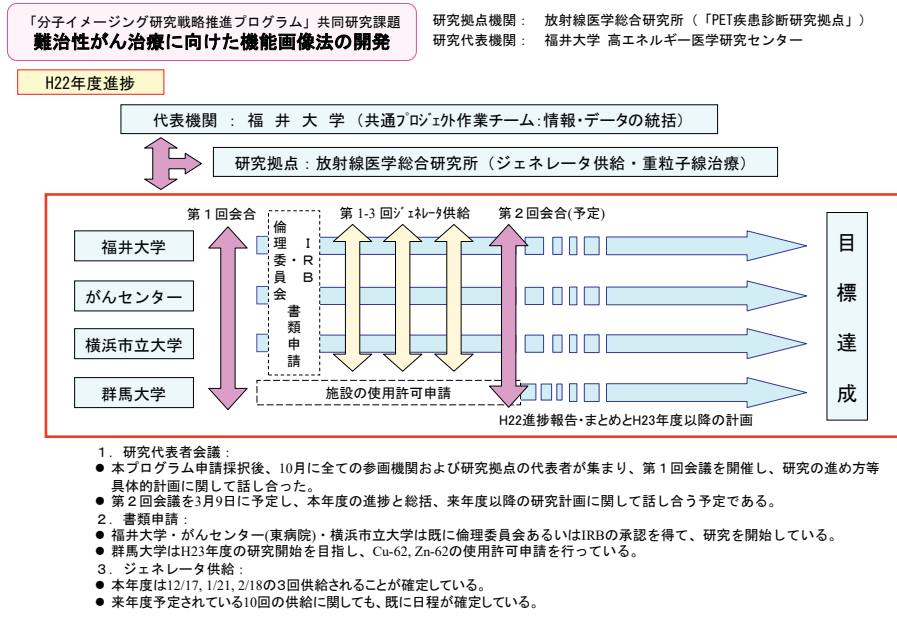 「分子イメージング研究戦略推進プログラム」共同研究課題
難治性がん治療に向けた機能画像法の開発
研究拠点機関： 放射線医学総合研究所（「PET疾患診断研究拠点」）
研究代表機関： 福井大学 高エネルギー医学研究センター
H22年度進捗
代表機関 ： 福 井 大 学 （共通ﾌﾟﾛｼﾞｪｸﾄ作業チーム：情報・データの統括）
研究拠点：放射線医学総合研究所（ジェネレータ供給・重粒子線治療）
第１回会合
倫理委員会・ＩＲＢ 書類申請
第 1-3 回ｼﾞｪﾈﾚｰﾀ供給
第２回会合(予定)
福井大学
がんセンター
横浜市立大学
群馬大学
施設の使用許可申請
目標達成
H22進捗報告・まとめとH23年度以降の計画
１．研究代表者会議：
● 本プログラム申請採択後、10月に全ての参画機関および研究拠点の代表者が集まり、第１回会議を開催し、研究の進め方等
具体的計画に関して話し合った。
● 第２回会議を3月9日に予定し、本年度の進捗と総括、来年度以降の研究計画に関して話し合う予定である。
２．書類申請：
● 福井大学・がんセンター(東病院)・横浜市立大学は既に倫理委員会あるいはIRBの承認を得て、研究を開始している。
● 群馬大学はH23年度の研究開始を目指し、Cu-62, Zn-62の使用許可申請を行っている。
３．ジェネレータ供給：
● 本年度は12/17, 1/21, 2/18の３回供給されることが確定している。
● 来年度予定されている10回の供給に関しても、既に日程が確定している。